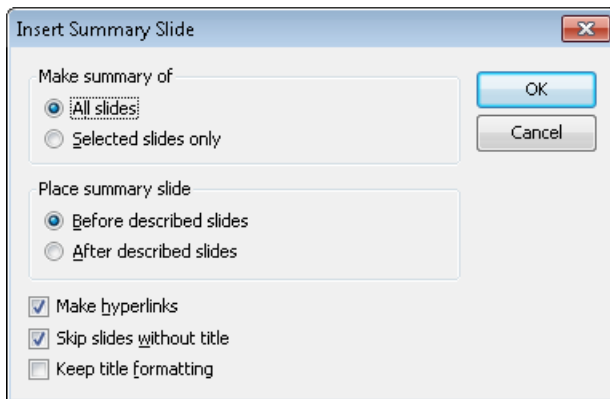 Insert Summary Slide
Make summary of
All slides
Selected slides only
OK
Cancel
Place summary slide
Before described slides
After described slides
Make hyperlinks
Skip slides without title
Keep title formatting